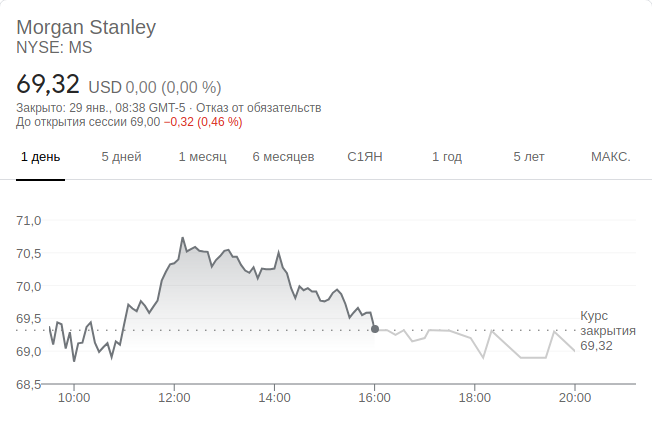 Morgan Stanley
NYSE: MS
69,32 USD 0,00 (0,00 %)
Закрыто: 29 янв., 08:38 GMT-5 · Отказ от обязательств
До открытия сессии 69,00 −0,32 (0,46 %)
1 день 5 дней 1 месяц 6 месяцев С1ЯН 1 год 5 лет МАКС.
71,0
70,5
70,0
69,5
69,0
68,5
Курс
закрытия
69,32
10:00 12:00 14:00 16:00 18:00 20:00